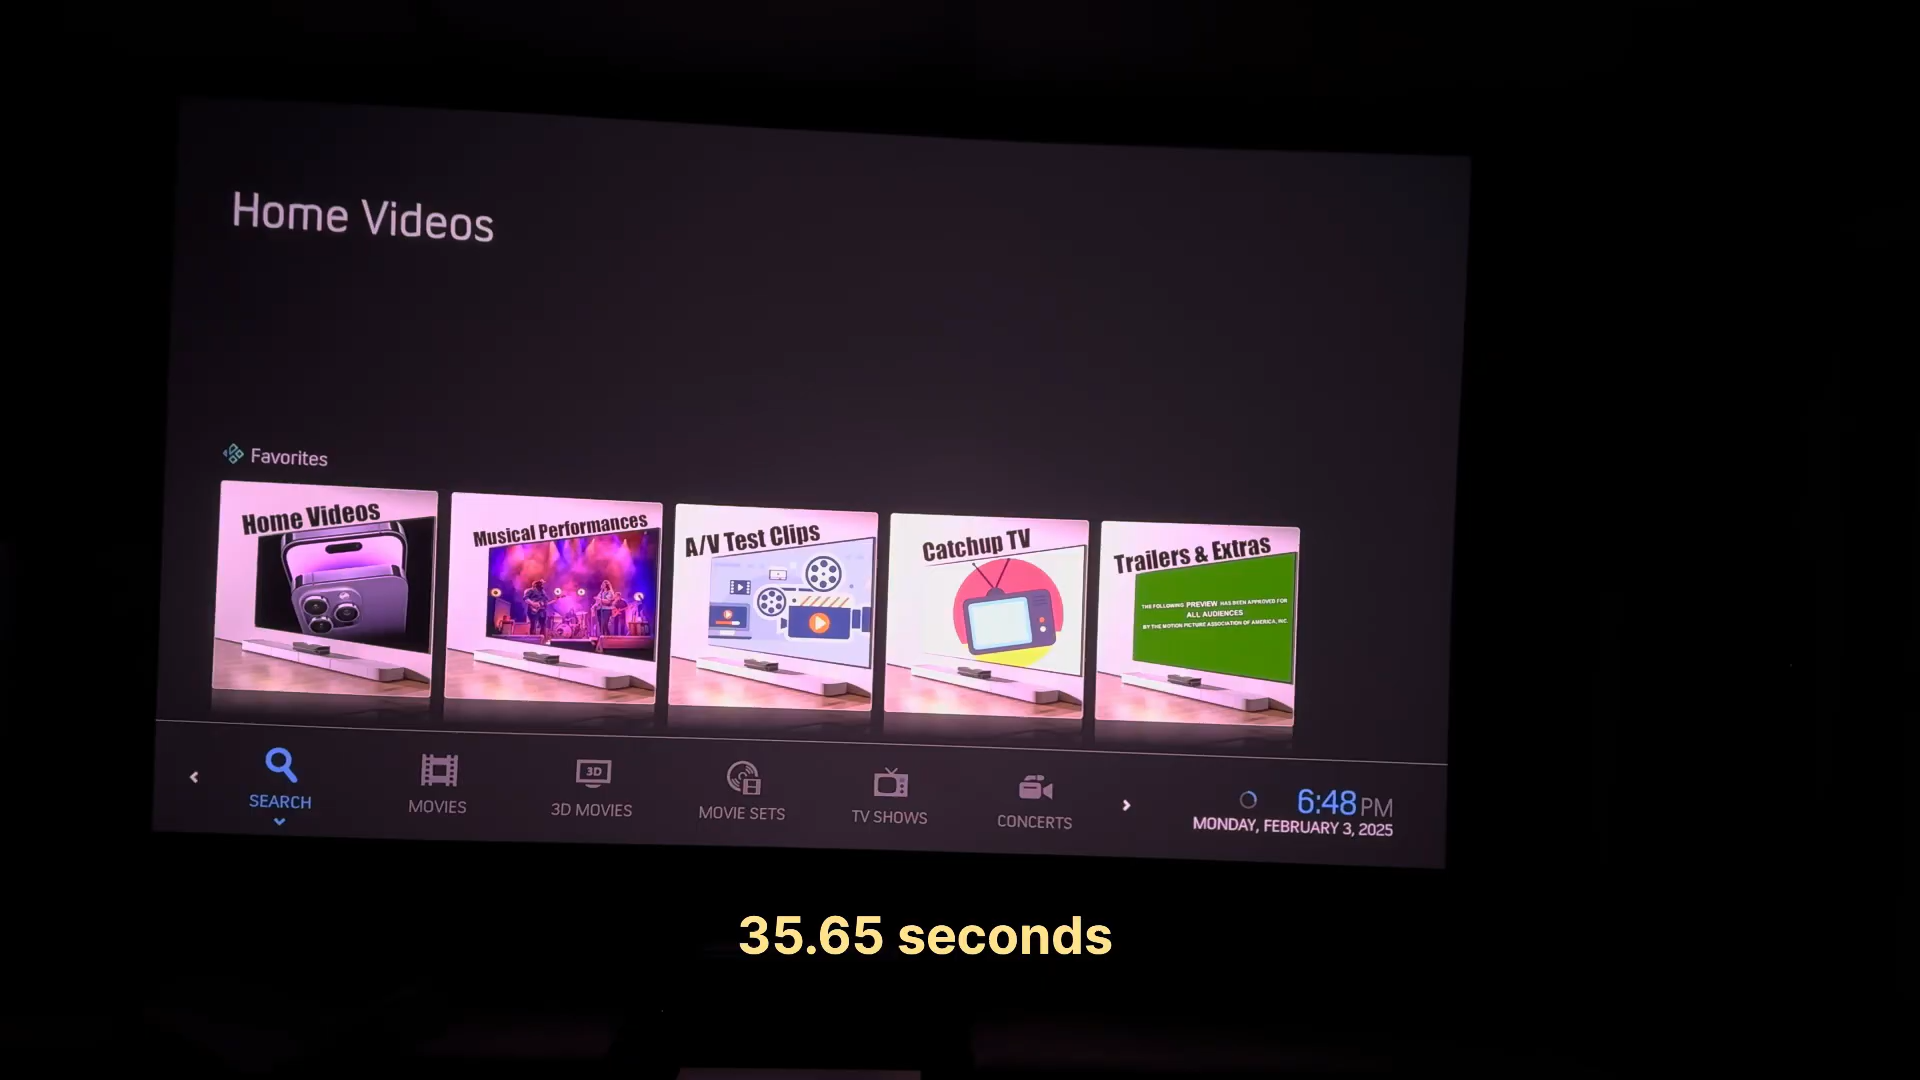 Home Videos
Favorites
Home Videos
Musical Performances
A/V Test Clips
Catchup TV
Trailers & Extras
THE FOLLOWING PREVIEW HAS BEEN APPROVED FOR
ALL AUDIENCES
BY THE MOTION PICTURE ASSOCIATION OF AMERICA, INC.
SEARCH
MOVIES
3D
3D MOVIES
MOVIE SETS
TV SHOWS
CONCERTS
6:48 PM
MONDAY, FEBRUARY 3, 2025
35.65 seconds